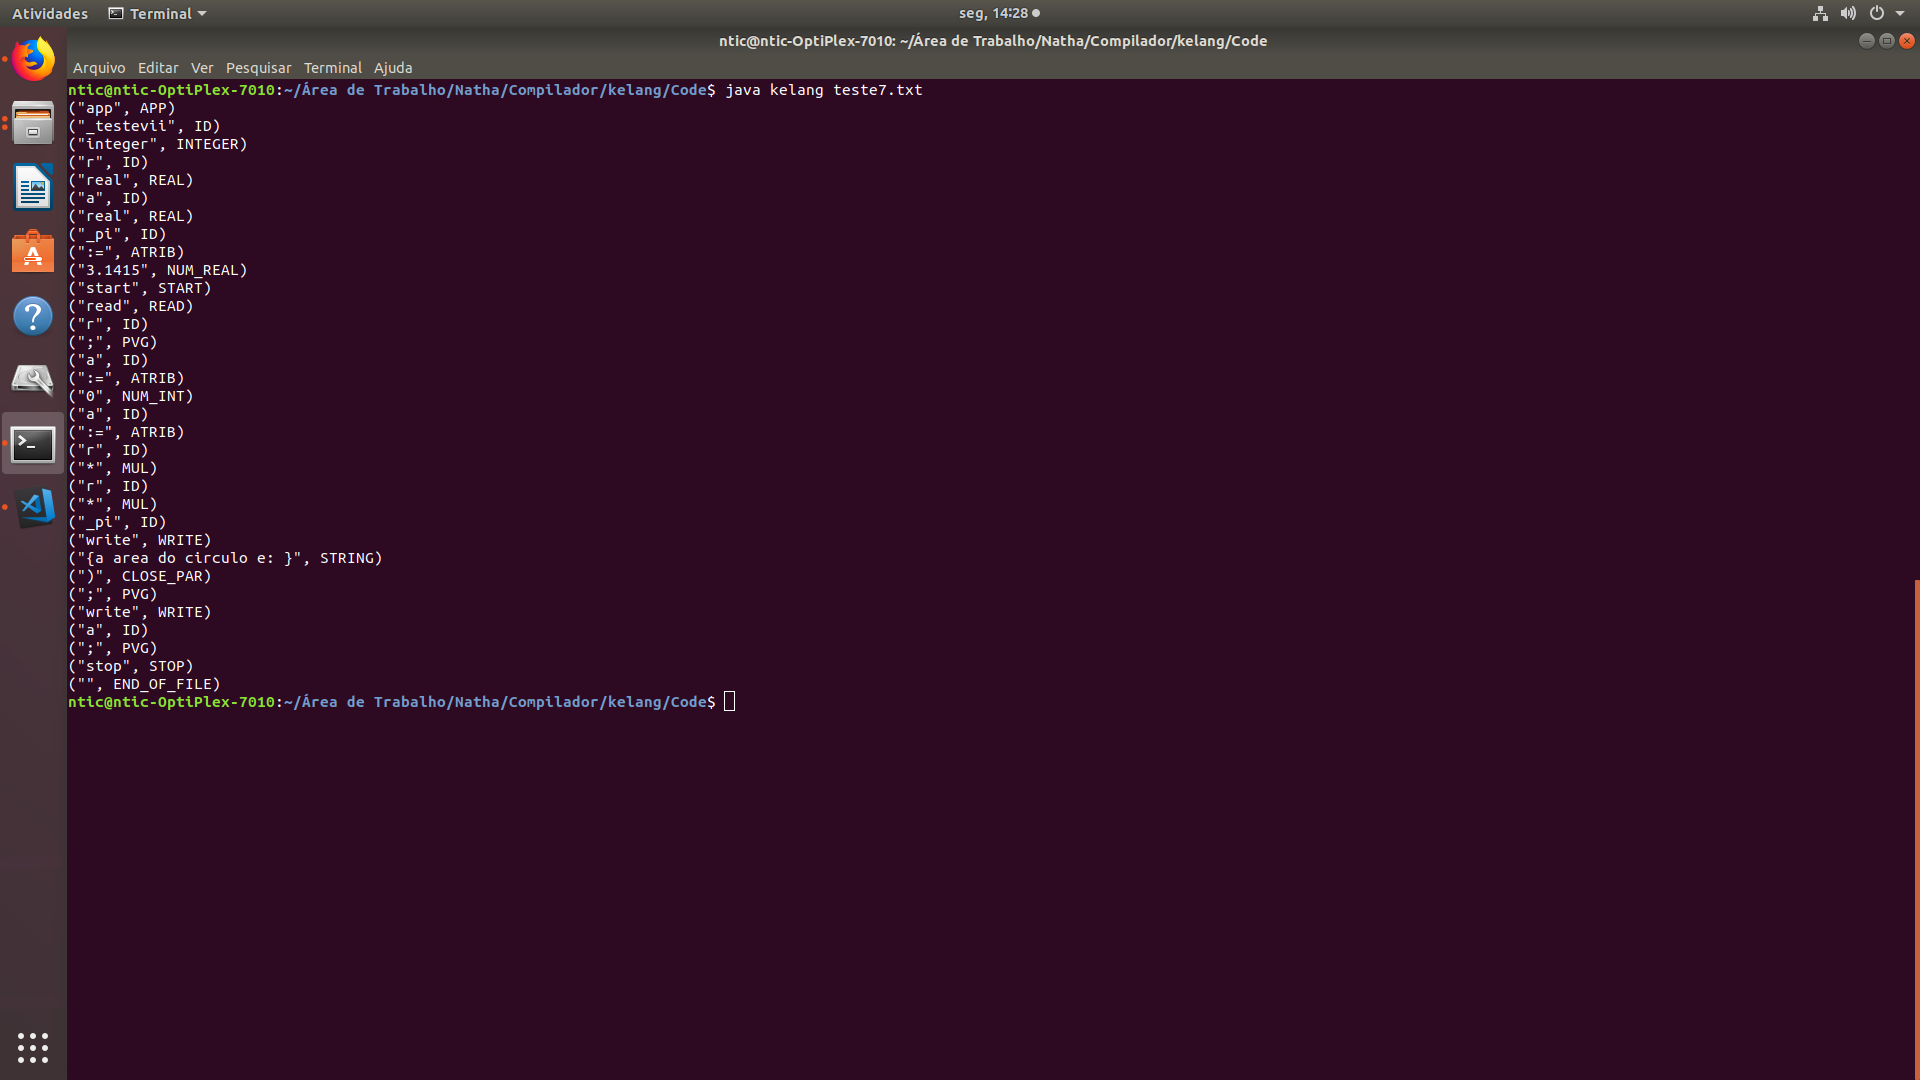 Atividades Terminal seg, 14:28
ntic@ntic-OptiPlex-7010: ~/Área de Trabalho/Natha/Compilador/kelang/Code
Arquivo Editar Ver Pesquisar Terminal Ajuda
ntic@ntic-OptiPlex-7010:~/Área de Trabalho/Natha/Compilador/kelang/Code$ java kelang teste7.txt
("app", APP)
("_testevii", ID)
("integer", INTEGER)
("r", ID)
("real", REAL)
("a", ID)
("real", REAL)
("_pi", ID)
(":=", ATRIB)
("3.1415", NUM_REAL)
("start", START)
("read", READ)
("r", ID)
(";", PVG)
("a", ID)
(":=", ATRIB)
("0", NUM_INT)
("a", ID)
(":=", ATRIB)
("r", ID)
("*", MUL)
("r", ID)
("*", MUL)
("_pi", ID)
("write", WRITE)
("{a area do circulo e: }", STRING)
(")", CLOSE_PAR)
(";", PVG)
("write", WRITE)
("a", ID)
(";", PVG)
("stop", STOP)
("", END_OF_FILE)
ntic@ntic-OptiPlex-7010:~/Área de Trabalho/Natha/Compilador/kelang/Code$